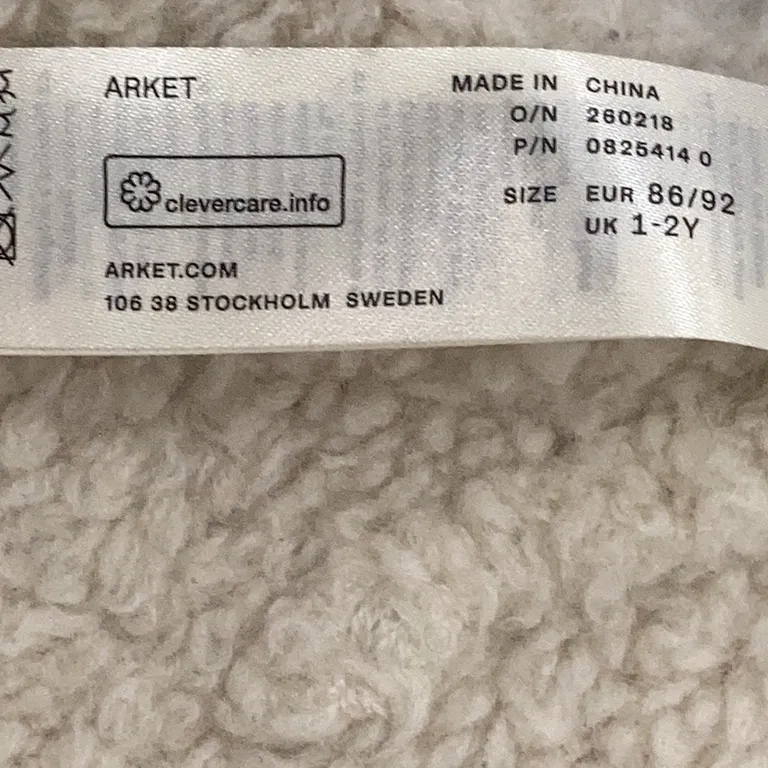 ARKET
clevercare.info
ARKET.COM
106 38 STOCKHOLM SWEDEN
MADE IN CHINA
O/N 260218
P/N 0825414 0
SIZE EUR 86/92
UK 1-2Y